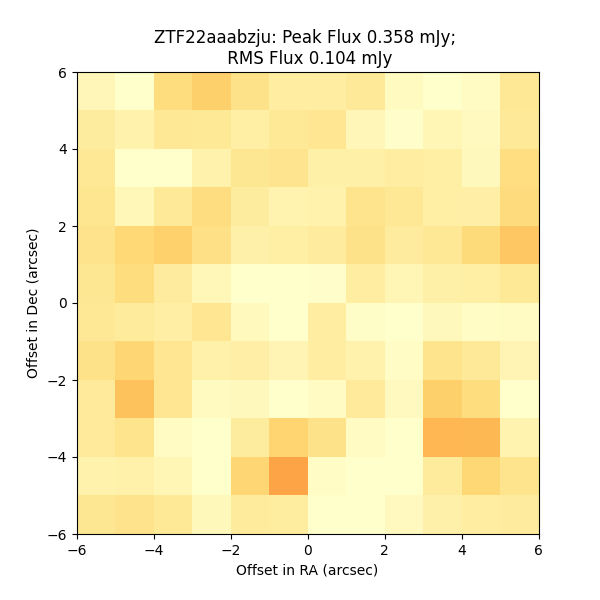 ZTF22aaabzju: Peak Flux 0.358 mJy;
RMS Flux 0.104 mJy
6
4
2
0
−2
−4
−6
Offset in Dec (arcsec)
−6 −4 −2 0 2 4 6
Offset in RA (arcsec)